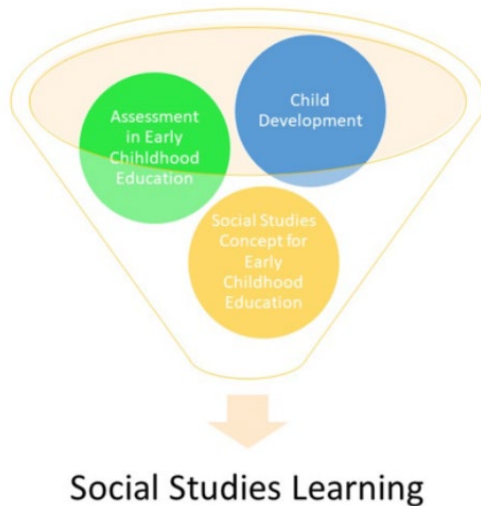 Assessment
in Early
Chihldhood
Education
Child
Development
Social Studies
Concept for
Early
Childhood
Education
Social Studies Learning